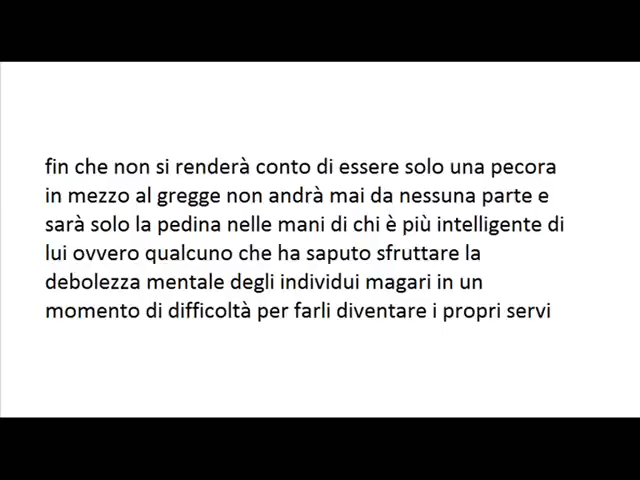 fin che non si renderà conto di essere solo una pecora
in mezzo al gregge non andrà mai da nessuna parte e
sarà solo la pedina nelle mani di chi è più intelligente di
lui ovvero qualcuno che ha saputo sfruttare la
debolezza mentale degli individui magari in un
momento di difficoltà per farli diventare i propri servi